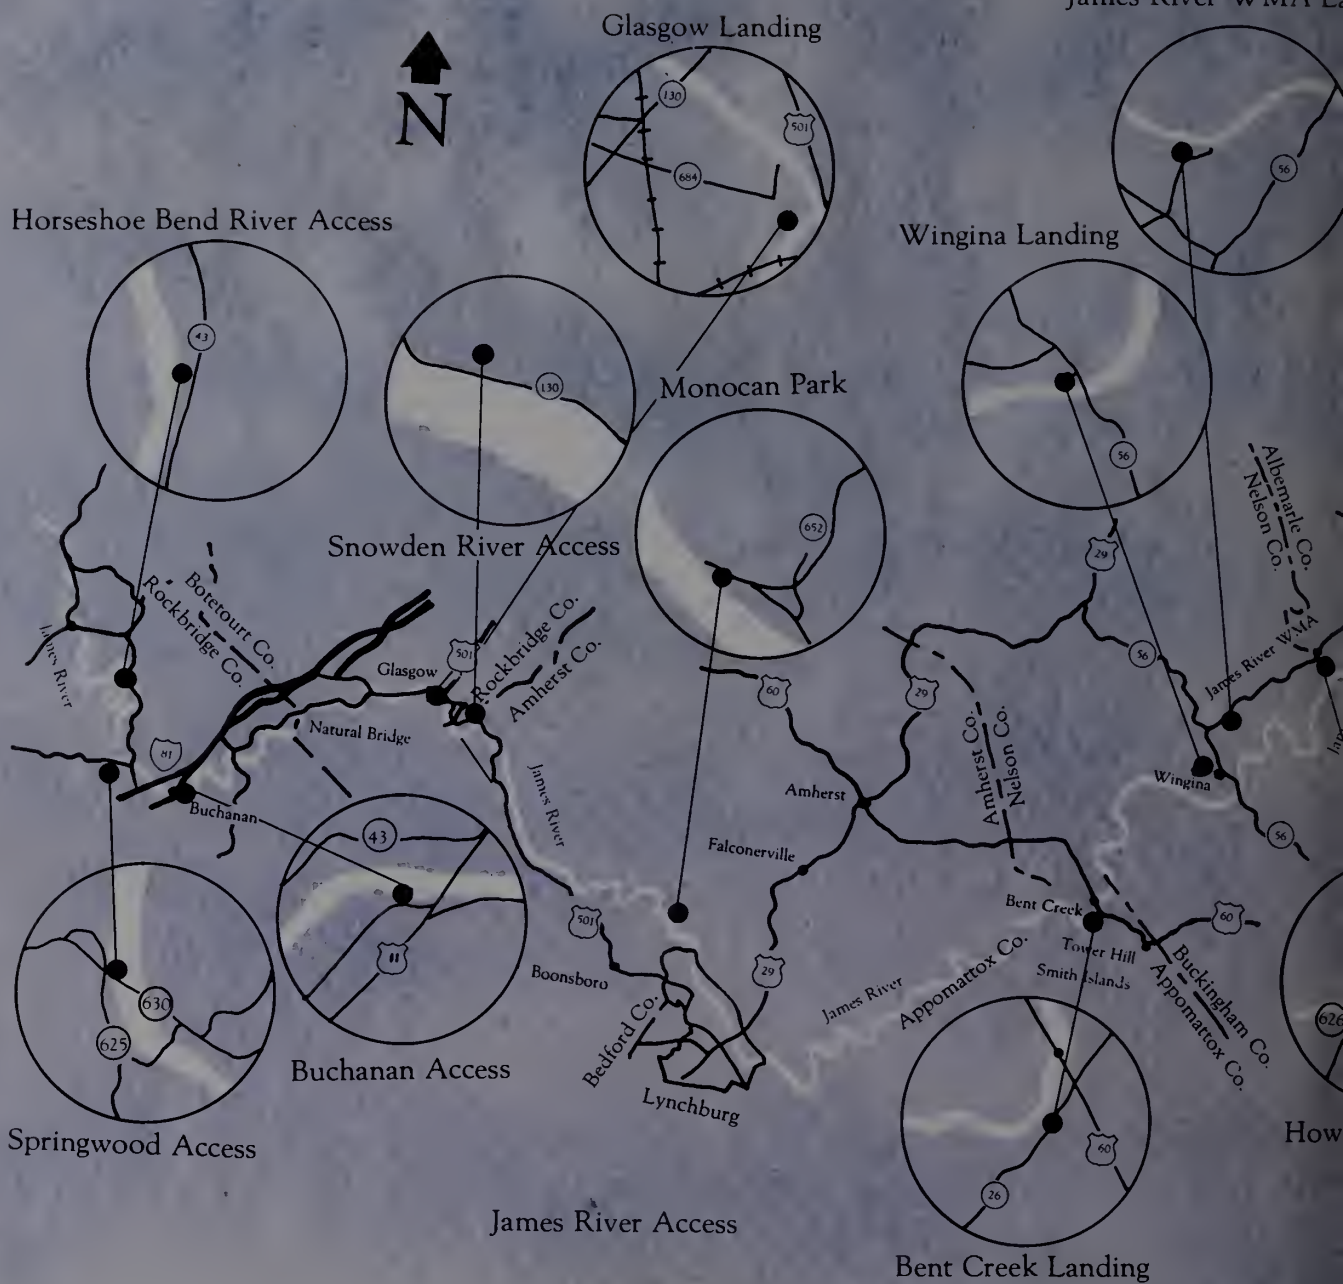 James River WMA La
Glasgow Landing
N
130
501
684
56
Horseshoe Bend River Access
Wingina Landing
43
130
Monocan Park
56
652
Snowden River Access
Albemarle Co.
Nelson Co.
29
Botetourt Co.
Rockbridge Co.
James River
501
Glasgow
Rockbridge Co.
Amherst Co.
60
29
56
James River WMA
Natural Bridge
81
Buchanan
James River
Amherst
Amherst Co.
Nelson Co.
Wingina
56
43
Falconerville
11
501
Boonsboro
29
Bent Creek
60
Tower Hill
Smith Islands
Buckingham Co.
Appomattox Co.
James River
Appomattox Co.
Bedford Co.
Lynchburg
630
625
626
Buchanan Access
Springwood Access
60
26
How
James River Access
Bent Creek Landing